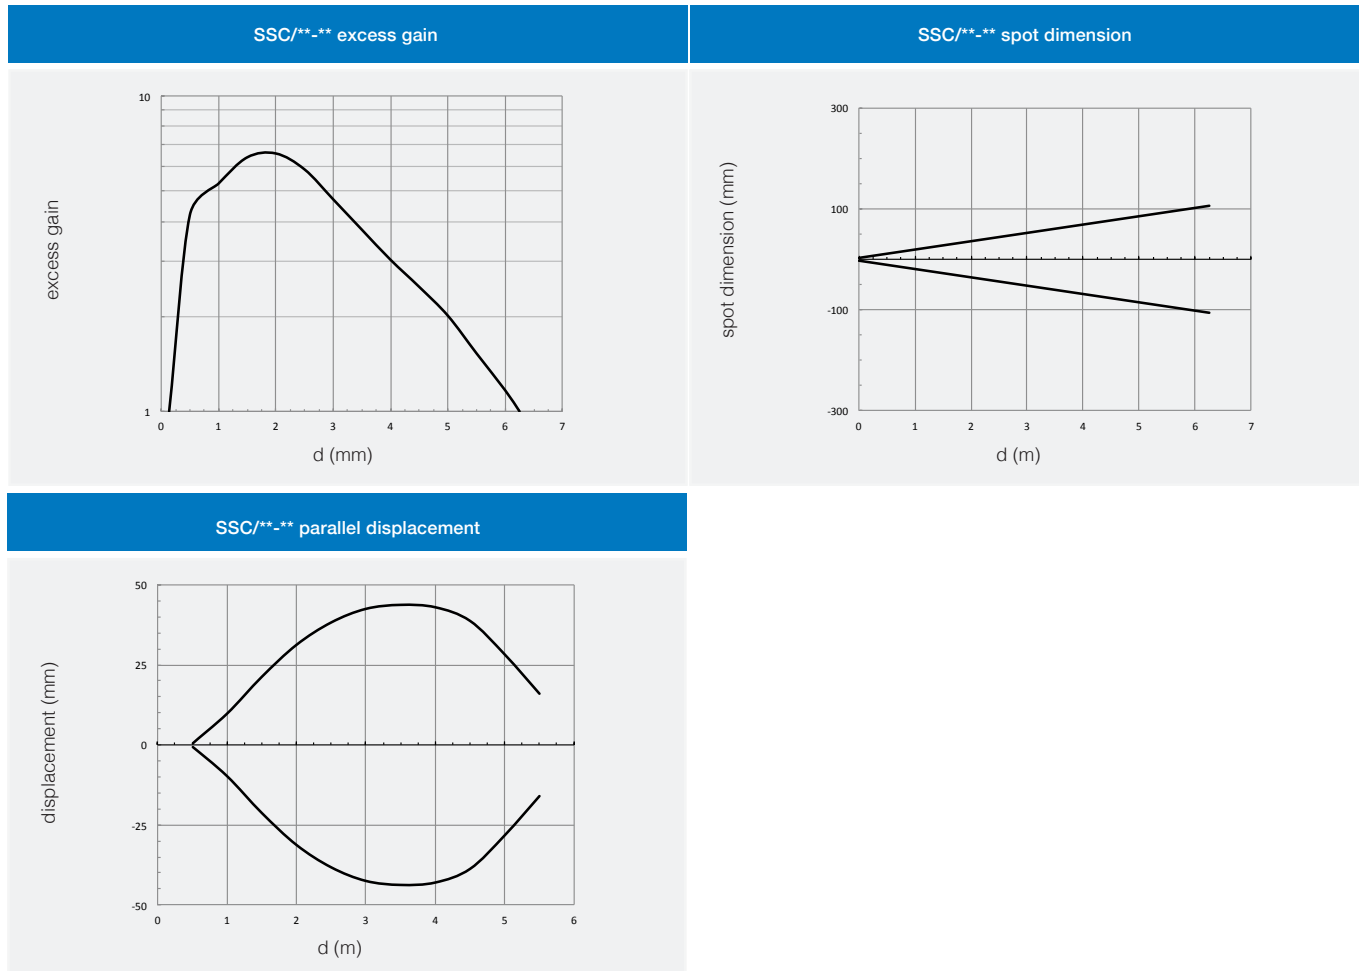 SSC/**-** excess gain
SSC/**-** spot dimension
excess gain
10
1
0 1 2 3 4 5 6 7
d (mm)
spot dimension (mm)
300
100
-100
-300
0 1 2 3 4 5 6 7
d (m)
SSC/**-** parallel displacement
displacement (mm)
50
25
0
-25
-50
0 1 2 3 4 5 6
d (m)